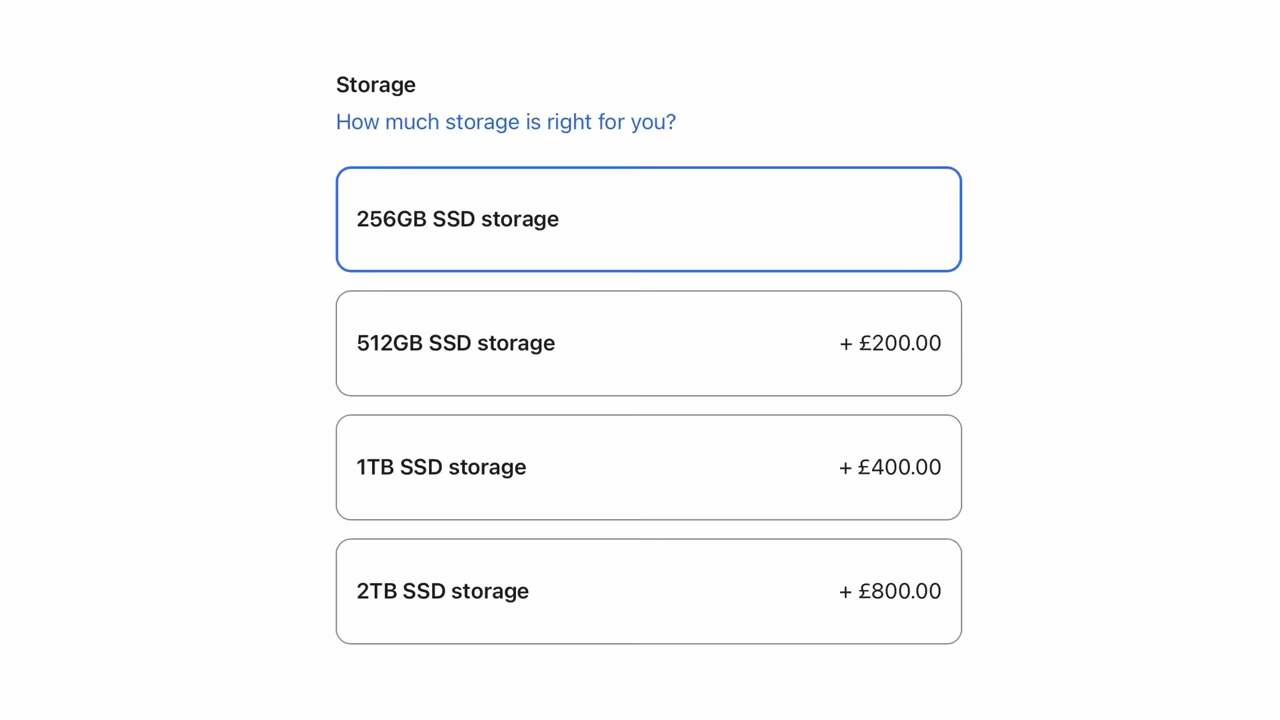 Storage
How much storage is right for you?
256GB SSD storage
512GB SSD storage + £200.00
1TB SSD storage + £400.00
2TB SSD storage + £800.00